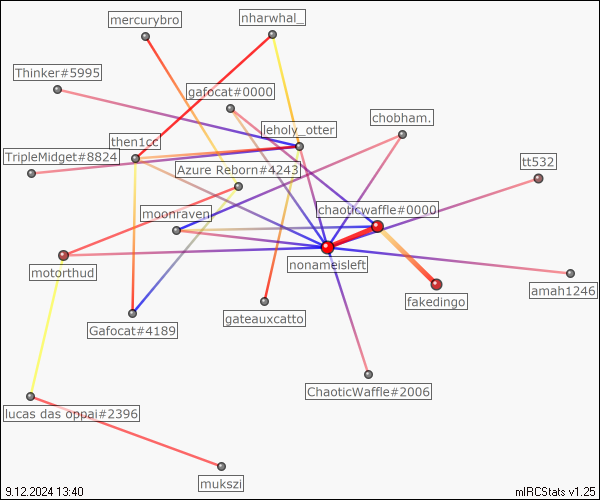 mercurybro
nharwhal_
Thinker#5995
gafocat#0000
chobham.
leholy_otter
then1cc
TripleMidget#8824
Azure Reborn#4243
tt532
moonraven
chaoticwaffle#0000
nonameisleft
motorthud
amah1246
fakedingo
gateauxcatto
Gafocat#4189
ChaoticWaffle#2006
lucas das oppai#2396
mukszi
9.12.2024 13:40
mIRCStats v1.25